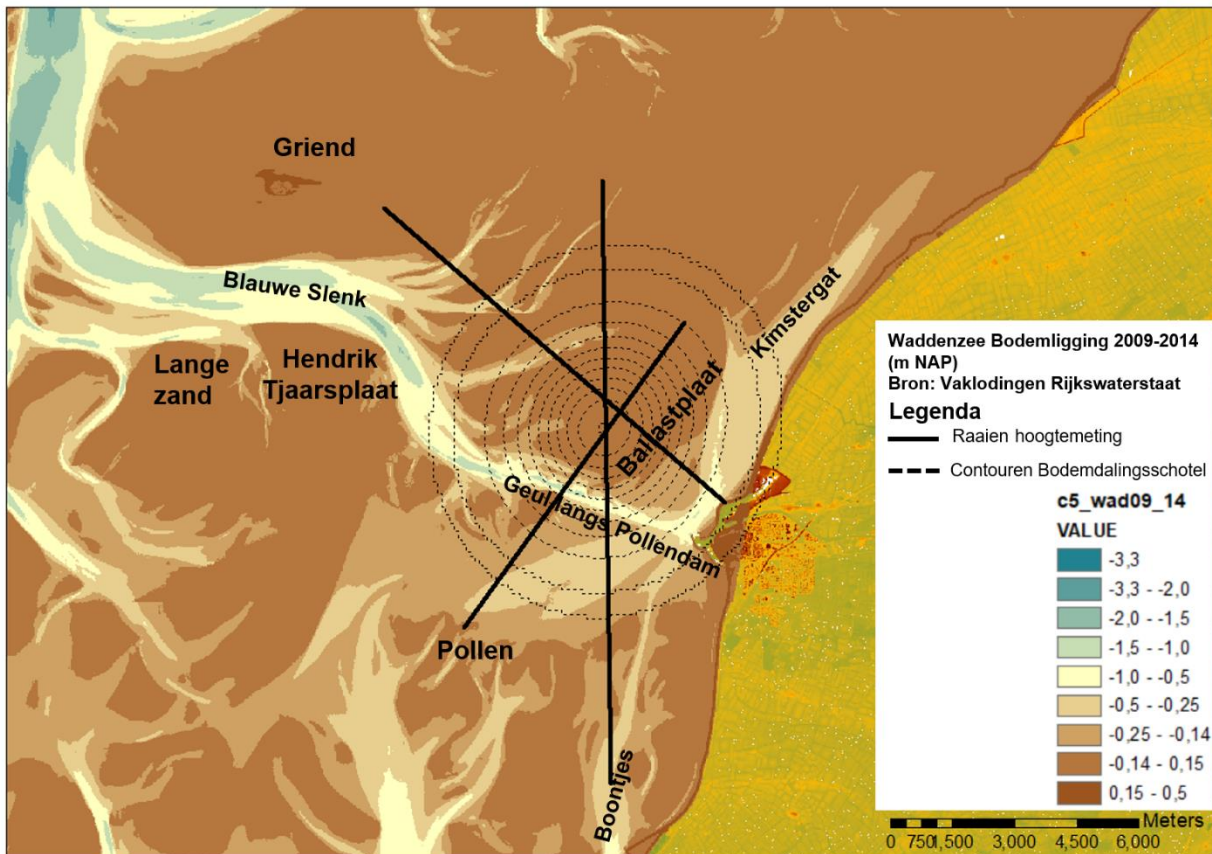 Griend
Blauwe Slenk
Kimstergat
Lange
zand
Hendrik
Tjaarsplaat
Ballastplaat
Geul langs Pollendam
Pollen
Boontjes
Waddenzee Bodemligging 2009-2014
(m NAP)
Bron: Vaklodingen Rijkswaterstaat
Legenda
Raaien hoogtemeting
Contouren Bodemdalingsschotel
c5_wad09_14
VALUE
-3,3
-3,3 - -2,0
-2,0 - -1,5
-1,5 - -1,0
-1,0 - -0,5
-0,5 - -0,25
-0,25 - -0,14
-0,14 - 0,15
0,15 - 0,5
Meters
0 750 1,500 3,000 4,500 6,000